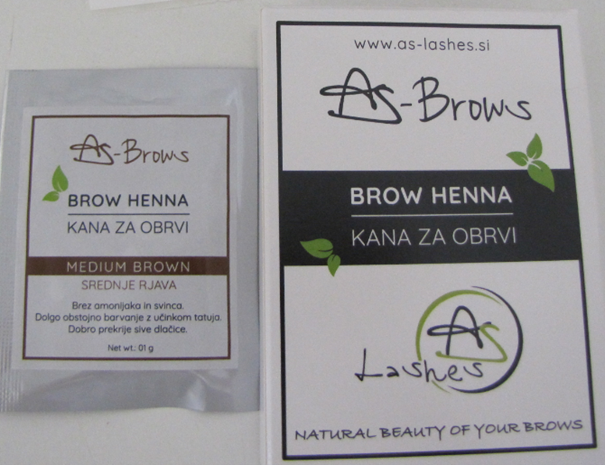 As-Brows
BROW HENNA
KANA ZA OBRVI
MEDIUM BROWN
SREDNJE RJAVA
Brez amonijaka in svinca.
Dolgo obstojno barvanje z učinkom tatuja.
Dobro prekrije sive dlačice.
Net wt.: 01 g
www.as-lashes.si
As-Brows
BROW HENNA
KANA ZA OBRVI
As
Lashes
NATURAL BEAUTY OF YOUR BROWS